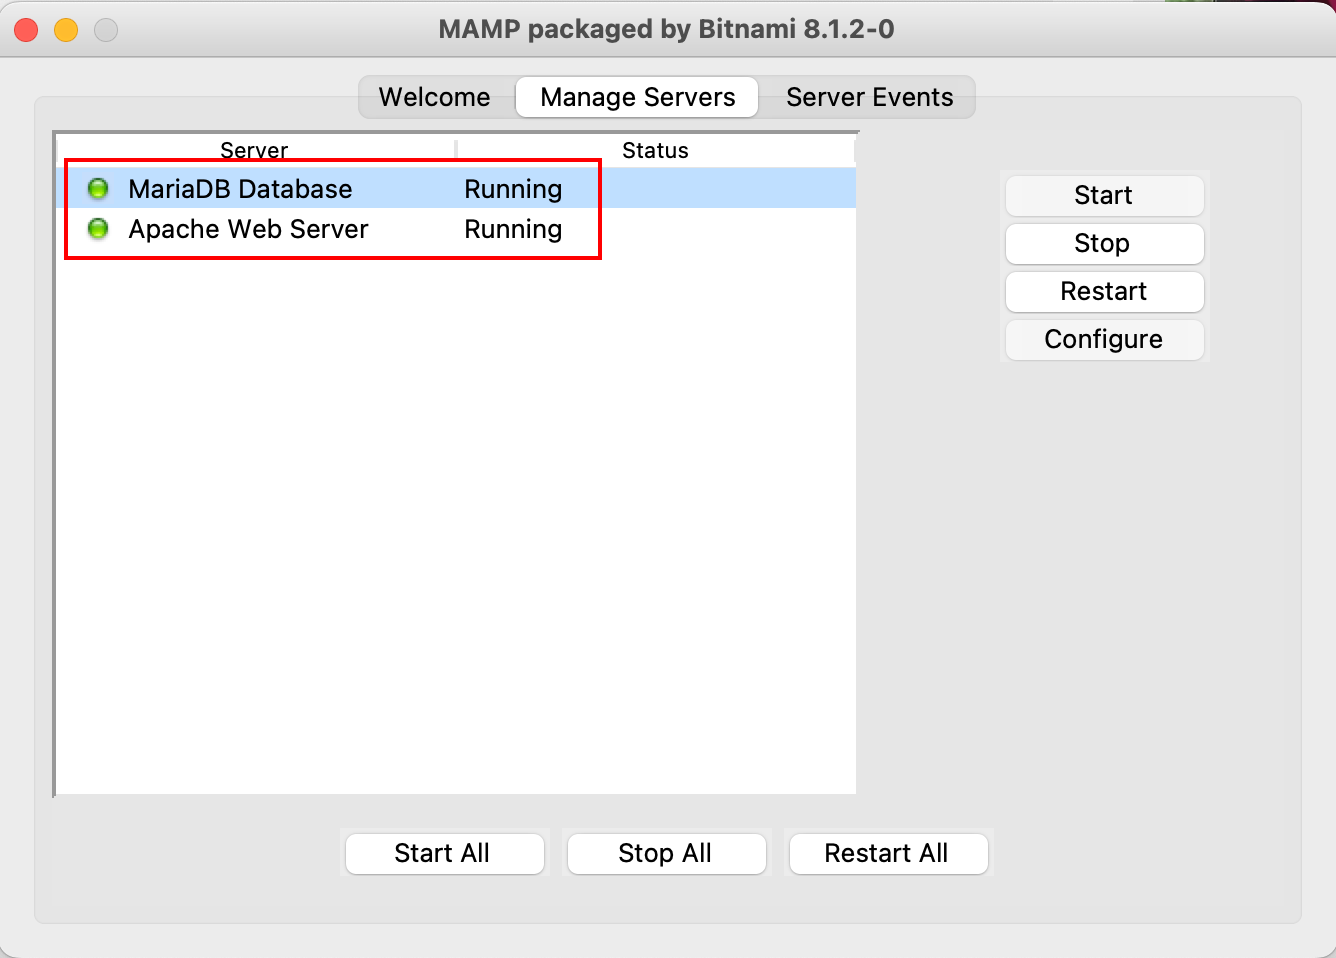 MAMP packaged by Bitnami 8.1.2-0
Welcome Manage Servers Server Events
Server Status
MariaDB Database Running
Apache Web Server Running
Start
Stop
Restart
Configure
Start All Stop All Restart All